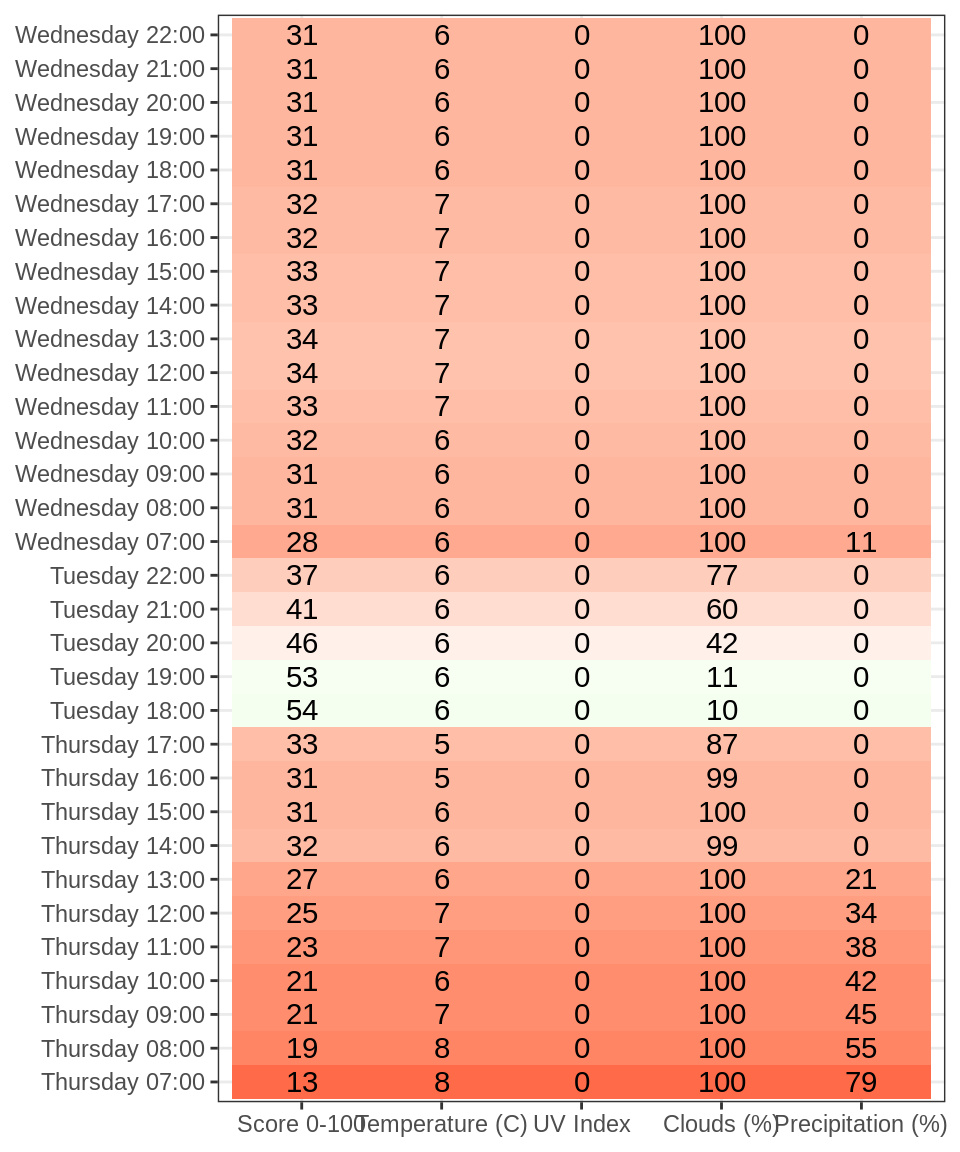 Wednesday 22:00 31 6 0 100 0
Wednesday 21:00 31 6 0 100 0
Wednesday 20:00 31 6 0 100 0
Wednesday 19:00 31 6 0 100 0
Wednesday 18:00 31 6 0 100 0
Wednesday 17:00 32 7 0 100 0
Wednesday 16:00 32 7 0 100 0
Wednesday 15:00 33 7 0 100 0
Wednesday 14:00 33 7 0 100 0
Wednesday 13:00 34 7 0 100 0
Wednesday 12:00 34 7 0 100 0
Wednesday 11:00 33 7 0 100 0
Wednesday 10:00 32 6 0 100 0
Wednesday 09:00 31 6 0 100 0
Wednesday 08:00 31 6 0 100 0
Wednesday 07:00 28 6 0 100 11
Tuesday 22:00 37 6 0 77 0
Tuesday 21:00 41 6 0 60 0
Tuesday 20:00 46 6 0 42 0
Tuesday 19:00 53 6 0 11 0
Tuesday 18:00 54 6 0 10 0
Thursday 17:00 33 5 0 87 0
Thursday 16:00 31 5 0 99 0
Thursday 15:00 31 6 0 100 0
Thursday 14:00 32 6 0 99 0
Thursday 13:00 27 6 0 100 21
Thursday 12:00 25 7 0 100 34
Thursday 11:00 23 7 0 100 38
Thursday 10:00 21 6 0 100 42
Thursday 09:00 21 7 0 100 45
Thursday 08:00 19 8 0 100 55
Thursday 07:00 13 8 0 100 79
Score 0-100 Temperature (C) UV Index Clouds (%) Precipitation (%)